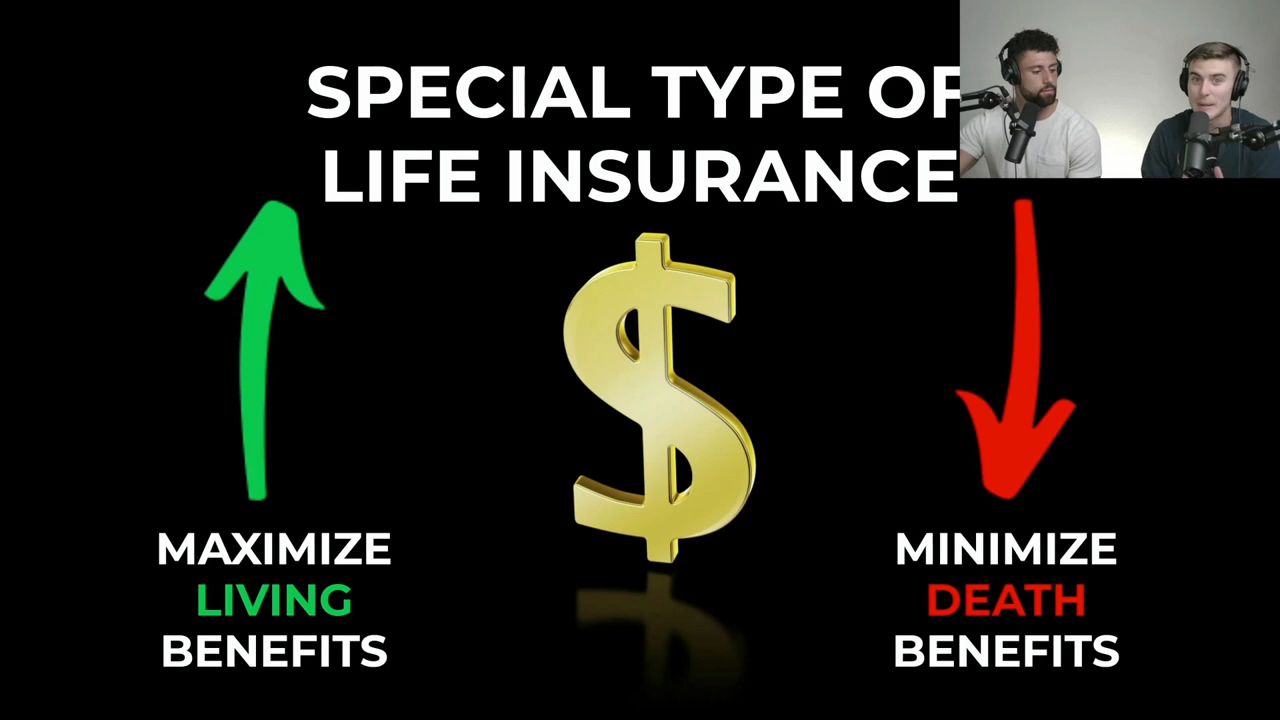 SPECIAL TYPE OF
LIFE INSURANCE
MAXIMIZE
LIVING
BENEFITS
MINIMIZE
DEATH
BENEFITS